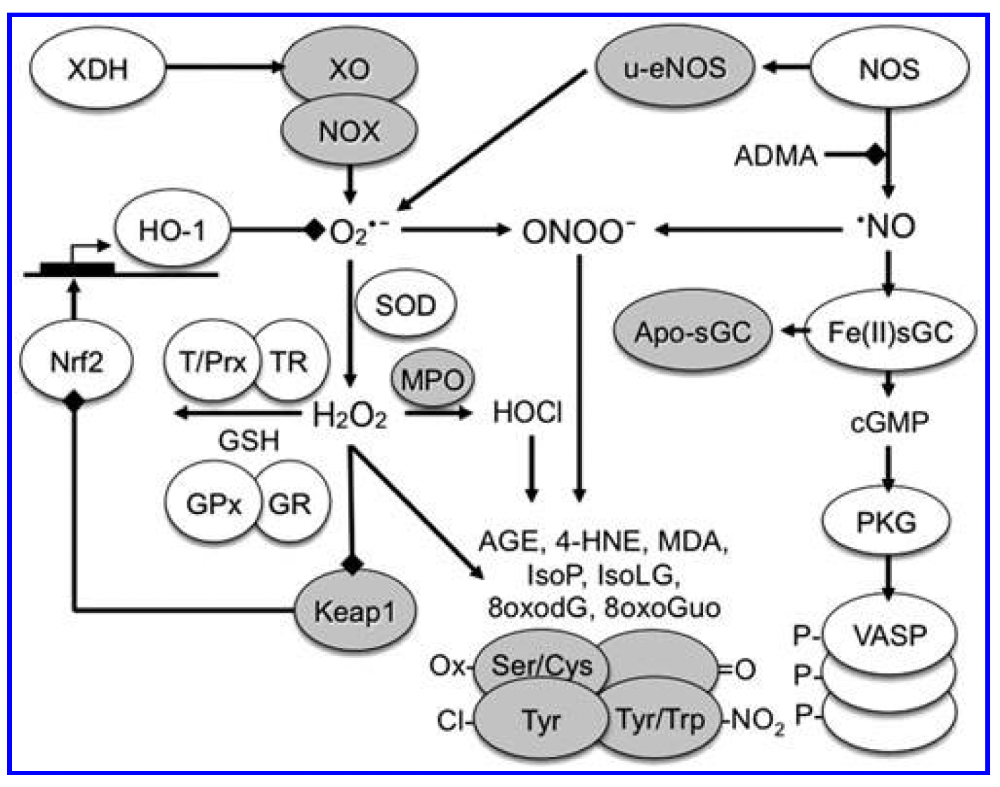 XDH
XO
u-eNOS
NOS
NOX
ADMA
HO-1
O2•−
ONOO−
•NO
SOD
Apo-sGC
Fe(II)sGC
Nrf2
T/Prx
TR
MPO
H2O2
HOCl
cGMP
GSH
GPx
GR
PKG
AGE, 4-HNE, MDA,
IsoP, IsoLG,
8oxodG, 8oxoGuo
Keap1
P-
VASP
Ox-
Ser/Cys
=O
P-
Cl-
Tyr
Tyr/Trp
-NO2
P-